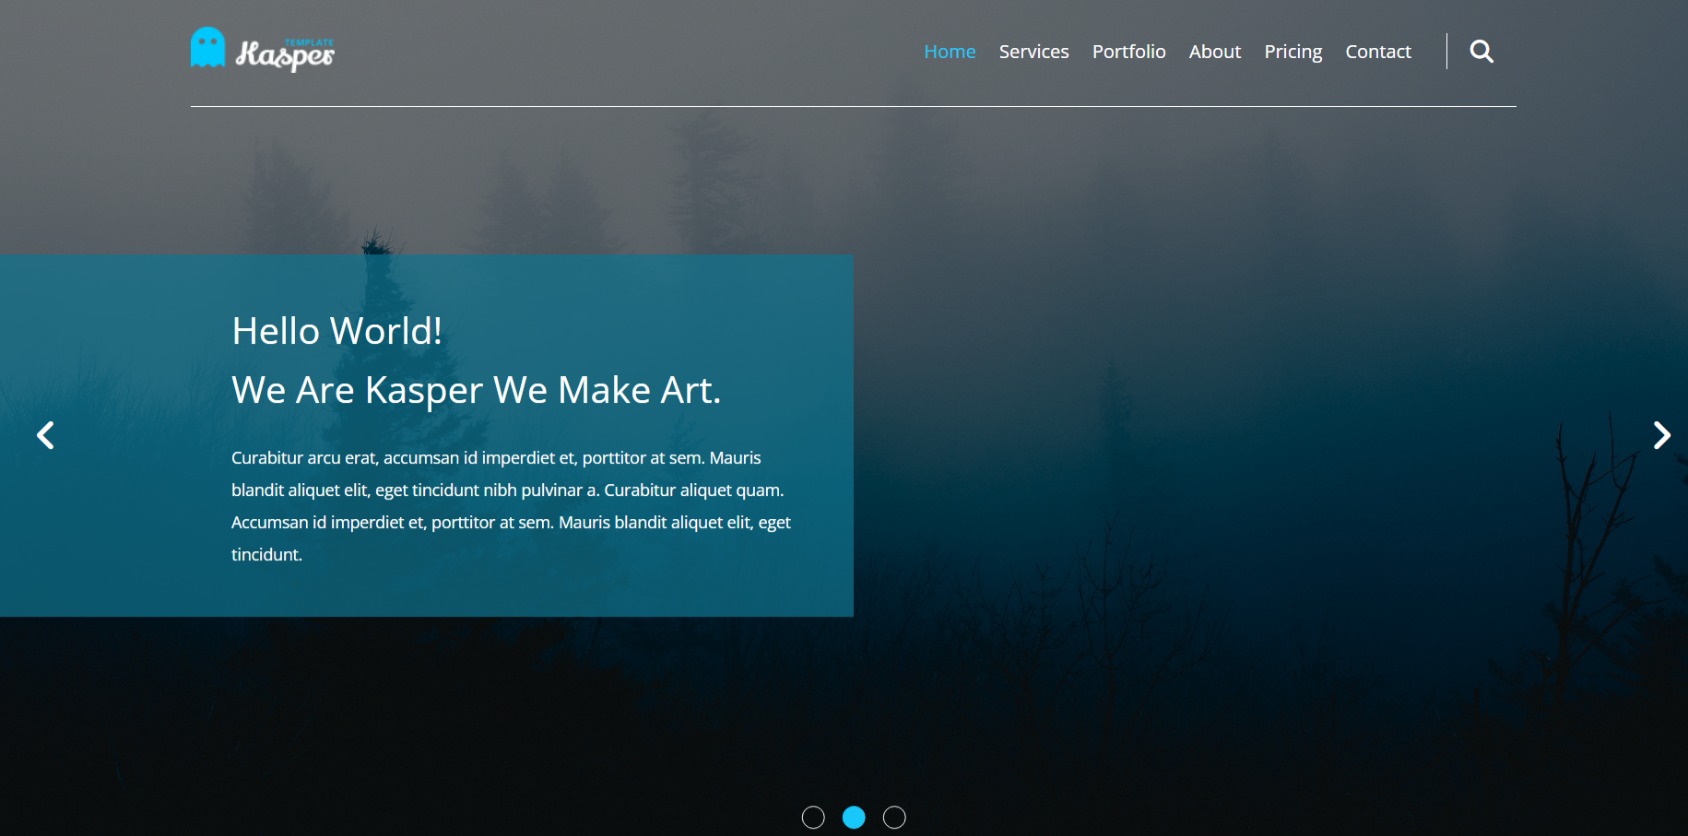 TEMPLATE
Kasper
Home Services Portfolio About Pricing Contact
Hello World!
We Are Kasper We Make Art.
Curabitur arcu erat, accumsan id imperdiet et, porttitor at sem. Mauris
blandit aliquet elit, eget tincidunt nibh pulvinar a. Curabitur aliquet quam.
Accumsan id imperdiet et, porttitor at sem. Mauris blandit aliquet elit, eget
tincidunt.